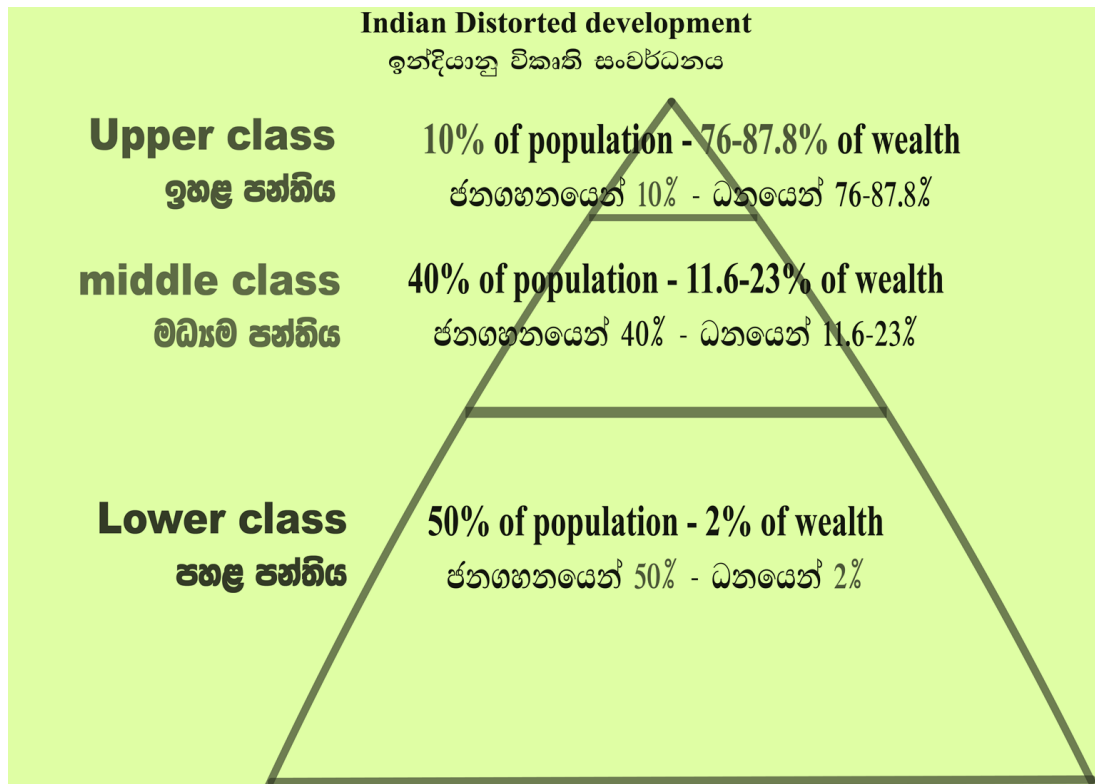 Indian Distorted development
ඉන්දියානු විකෘති සංවර්ධනය
Upper class
ඉහළ පන්තිය
10% of population - 76-87.8% of wealth
ජනගහනයෙන් 10% - ධනයෙන් 76-87.8%
middle class
මධ්‍යම පන්තිය
40% of population - 11.6-23% of wealth
ජනගහනයෙන් 40% - ධනයෙන් 11.6-23%
Lower class
පහළ පන්තිය
50% of population - 2% of wealth
ජනගහනයෙන් 50% - ධනයෙන් 2%